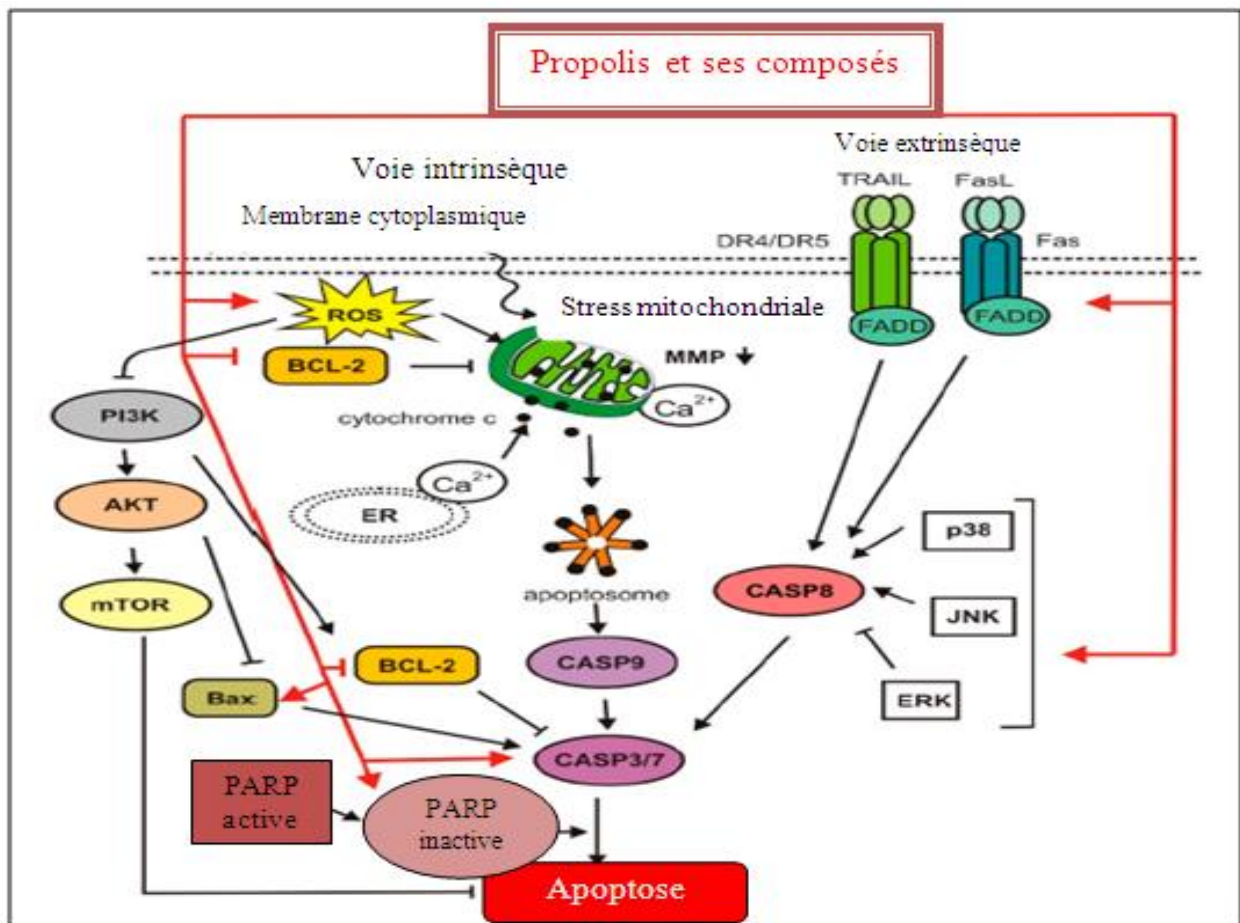 Propolis et ses composés
Voie intrinsèque
Voie extrinsèque
TRAIL
FasL
Membrane cytoplasmique
DR4/DR5
Fas
ROS
Stress mitochondriale
FADD
FADD
BCL-2
MMP
Ca2+
PI3K
cytochrome c
Ca2+
ER
AKT
p38
mTOR
apoptosome
CASP8
JNK
BCL-2
CASP9
Bax
ERK
CASP3/7
PARP
active
PARP
inactive
Apoptose